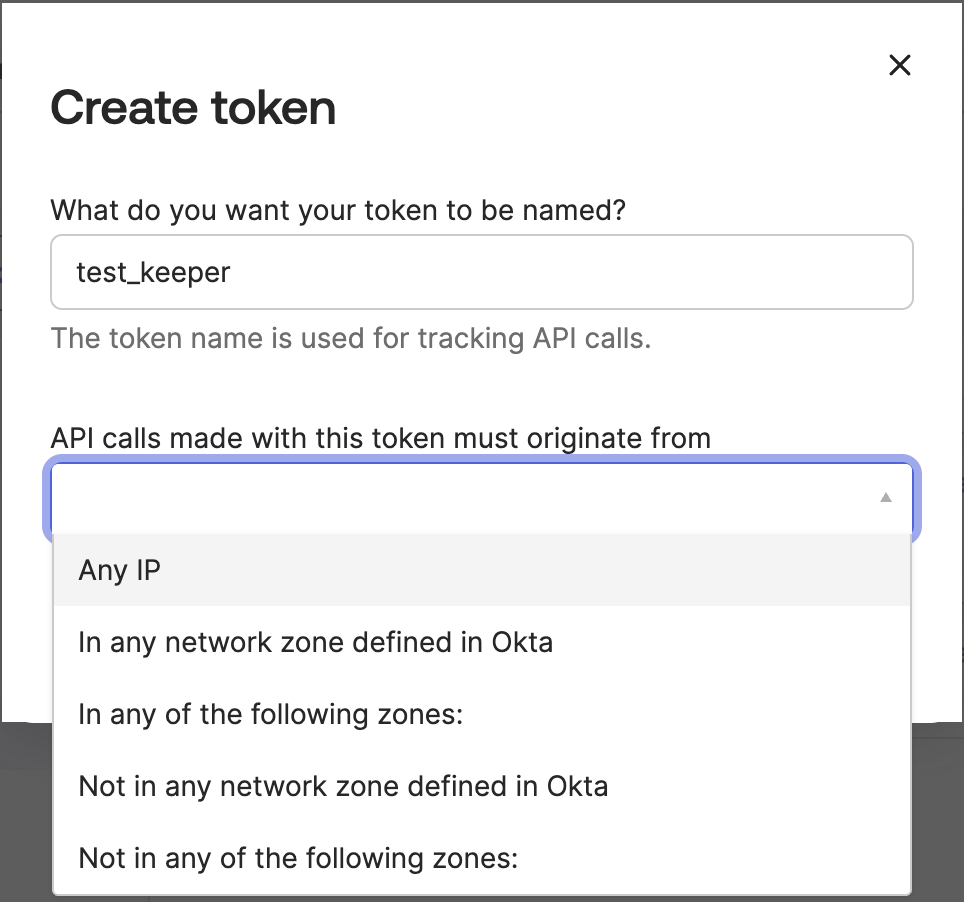 Create token
What do you want your token to be named?
test_keeper
The token name is used for tracking API calls.
API calls made with this token must originate from
Any IP
In any network zone defined in Okta
In any of the following zones:
Not in any network zone defined in Okta
Not in any of the following zones: